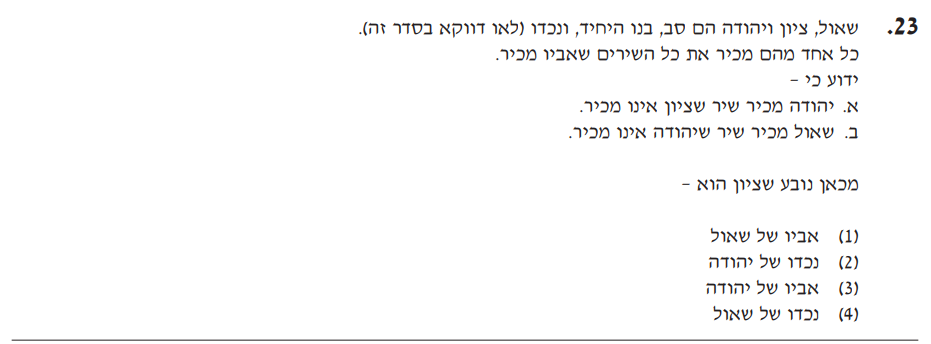 23. שאול, ציון ויהודה הם סב, בנו היחיד, ונכדו (לאו דווקא בסדר זה).
כל אחד מהם מכיר את כל השירים שאביו מכיר.
ידוע כי –
א. יהודה מכיר שיר שציון אינו מכיר.
ב. שאול מכיר שיר שיהודה אינו מכיר.
מכאן נובע שציון הוא –
(1) אביו של שאול
(2) נכדו של יהודה
(3) אביו של יהודה
(4) נכדו של שאול